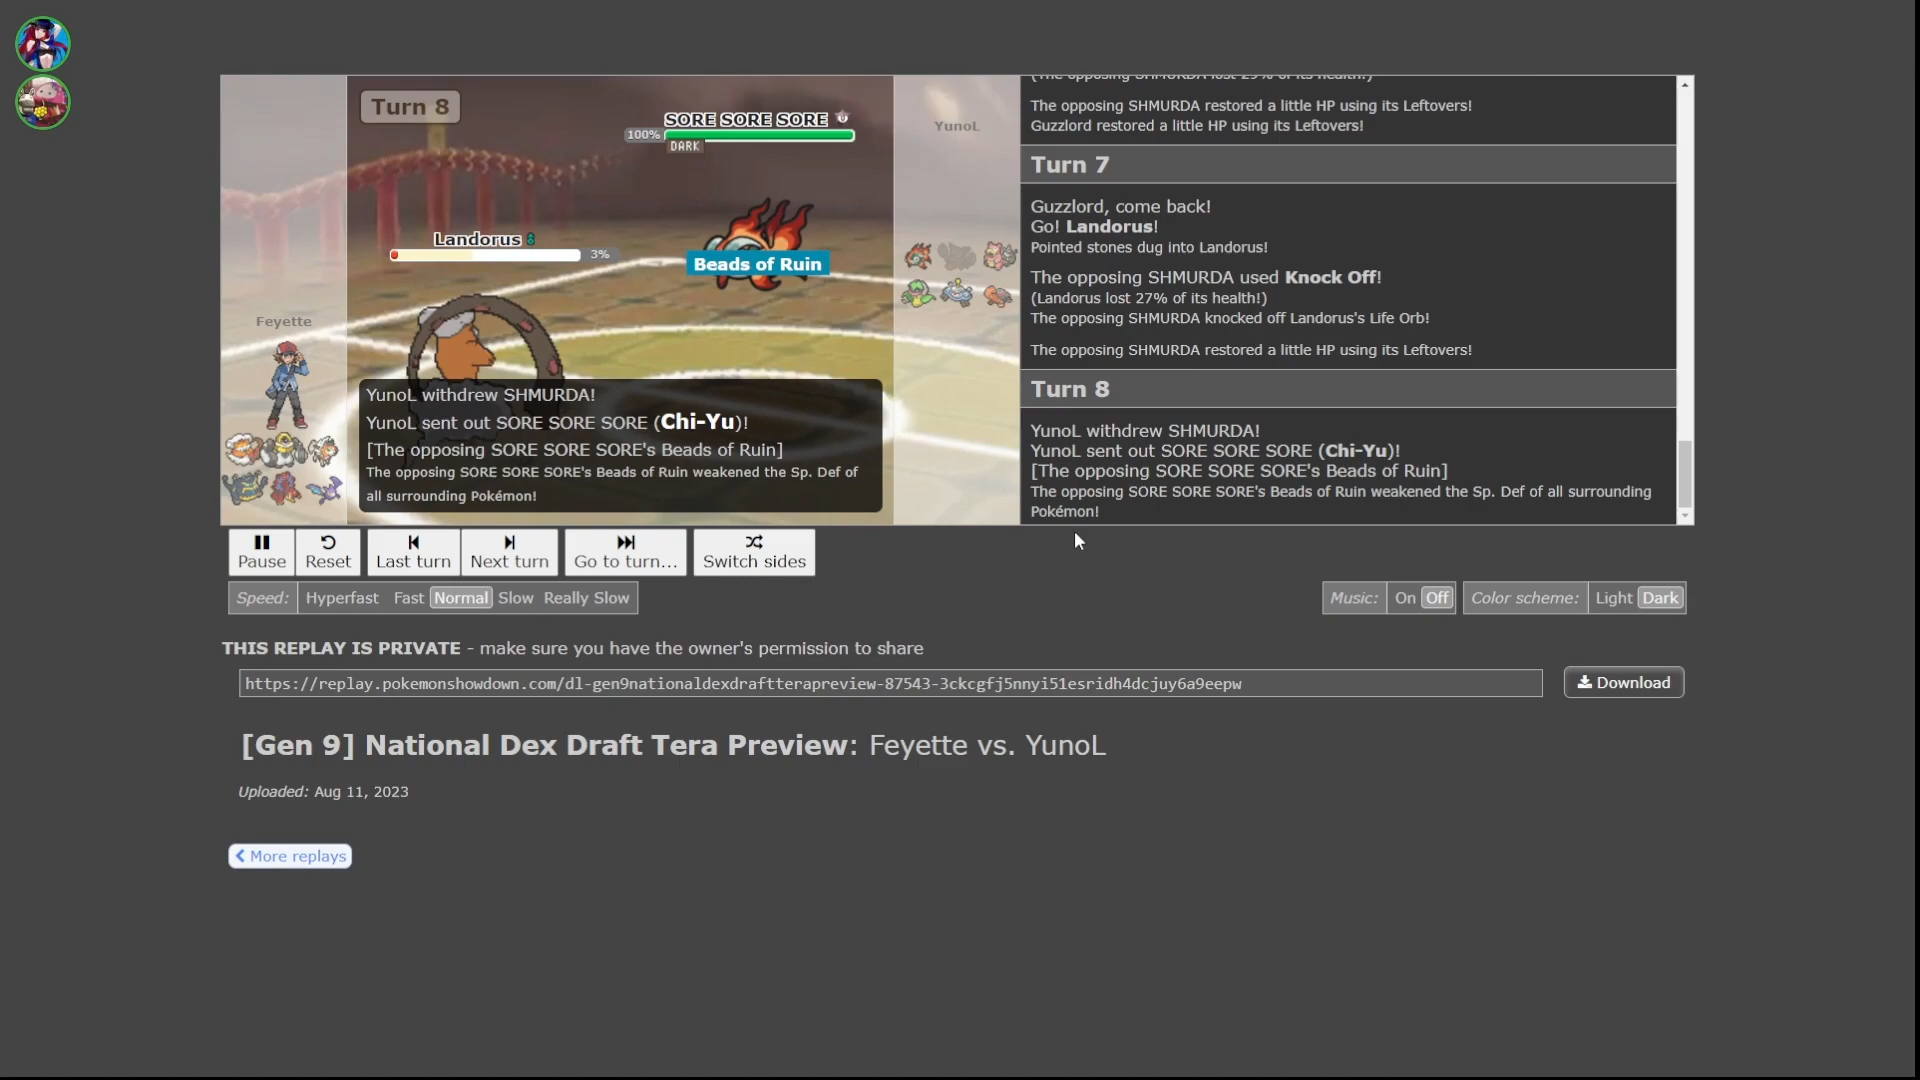 Turn 8
SORE SORE SORE
100%
DARK
YunoL
Landorus
3%
Beads of Ruin
Feyette
YunoL withdrew SHMURDA!
YunoL sent out SORE SORE SORE (Chi-Yu)!
[The opposing SORE SORE SORE's Beads of Ruin]
The opposing SORE SORE SORE's Beads of Ruin weakened the Sp. Def of
all surrounding Pokémon!
(The opposing SHMURDA lost 29% of its health!)
The opposing SHMURDA restored a little HP using its Leftovers!
Guzzlord restored a little HP using its Leftovers!
Turn 7
Guzzlord, come back!
Go! Landorus!
Pointed stones dug into Landorus!
The opposing SHMURDA used Knock Off!
(Landorus lost 27% of its health!)
The opposing SHMURDA knocked off Landorus's Life Orb!
The opposing SHMURDA restored a little HP using its Leftovers!
Turn 8
YunoL withdrew SHMURDA!
YunoL sent out SORE SORE SORE (Chi-Yu)!
[The opposing SORE SORE SORE's Beads of Ruin]
The opposing SORE SORE SORE's Beads of Ruin weakened the Sp. Def of all surrounding
Pokémon!
Pause Reset Last turn Next turn Go to turn... Switch sides
Speed: Hyperfast Fast Normal Slow Really Slow
Music: On Off Color scheme: Light Dark
THIS REPLAY IS PRIVATE - make sure you have the owner's permission to share
https://replay.pokemonshowdown.com/dl-gen9nationaldexdraftterapreview-87543-3ckcgfj5nnyi51esridh4dcjuy6a9eepw
Download
[Gen 9] National Dex Draft Tera Preview: Feyette vs. YunoL
Uploaded: Aug 11, 2023
More replays